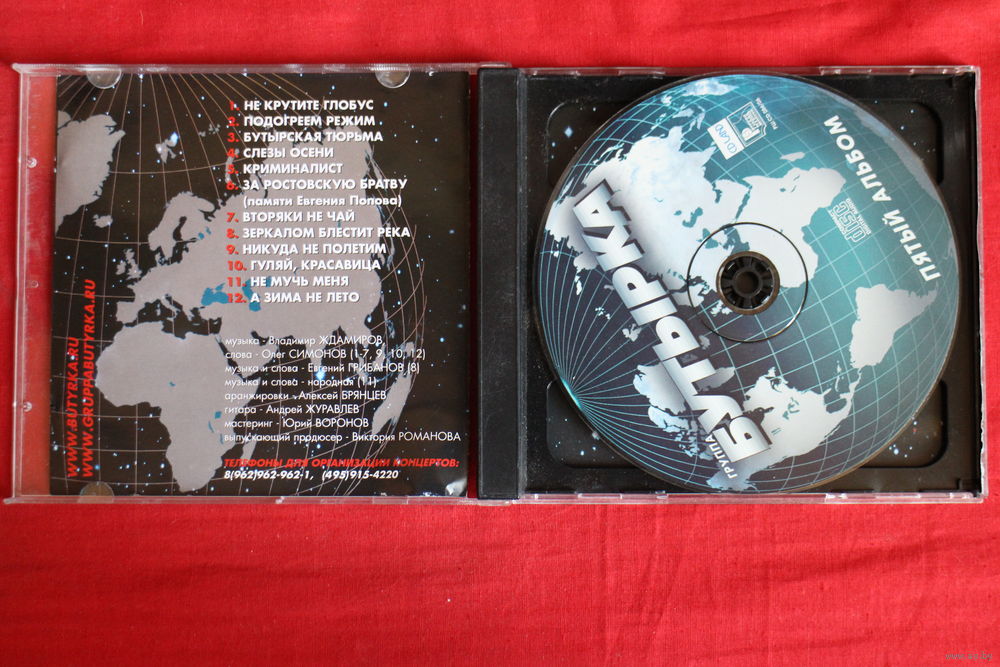 1. НЕ КРУТИТЕ ГЛОБУС
2. ПОДОГРЕЕМ РЕЖИМ
3. БУТЫРСКАЯ ТЮРЬМА
4. СЛЕЗЫ ОСЕНИ
5. КРИМИНАЛИСТ
6. ЗА РОСТОВСКУЮ БРАТВУ
(памяти Евгения Попова)
7. ВТОРЯКИ НЕ ЧАЙ
8. ЗЕРКАЛОМ БЛЕСТИТ РЕКА
9. НИКУДА НЕ ПОЛЕТИМ
10. ГУЛЯЙ, КРАСАВИЦА
11. НЕ МУЧЬ МЕНЯ
12. А ЗИМА НЕ ЛЕТО
музыка - Владимир ЖДАМИРОВ
слова - Олег СИМОНОВ (1-7, 9, 10, 12)
музыка и слова - Евгений ГРИБАНОВ (8)
музыка и слова - народная (11)
аранжировки - Алексей БРЯНЦЕВ
гитара - Андрей ЖУРАВЛЕВ
мастеринг - Юрий ВОРОНОВ
выпускающий продюсер - Виктория РОМАНОВА
ТЕЛЕФОНЫ ДЛЯ ОРГАНИЗАЦИИ КОНЦЕРТОВ:
8(962)962-962-1, (495)915-4220
WWW.BUTYRKA.RU
WWW.GRUPPABUTYRKA.RU
ГРУППА
БУТЫРКА
ПЯТЫЙ АЛЬБОМ
CD LAND
DIGITAL AUDIO